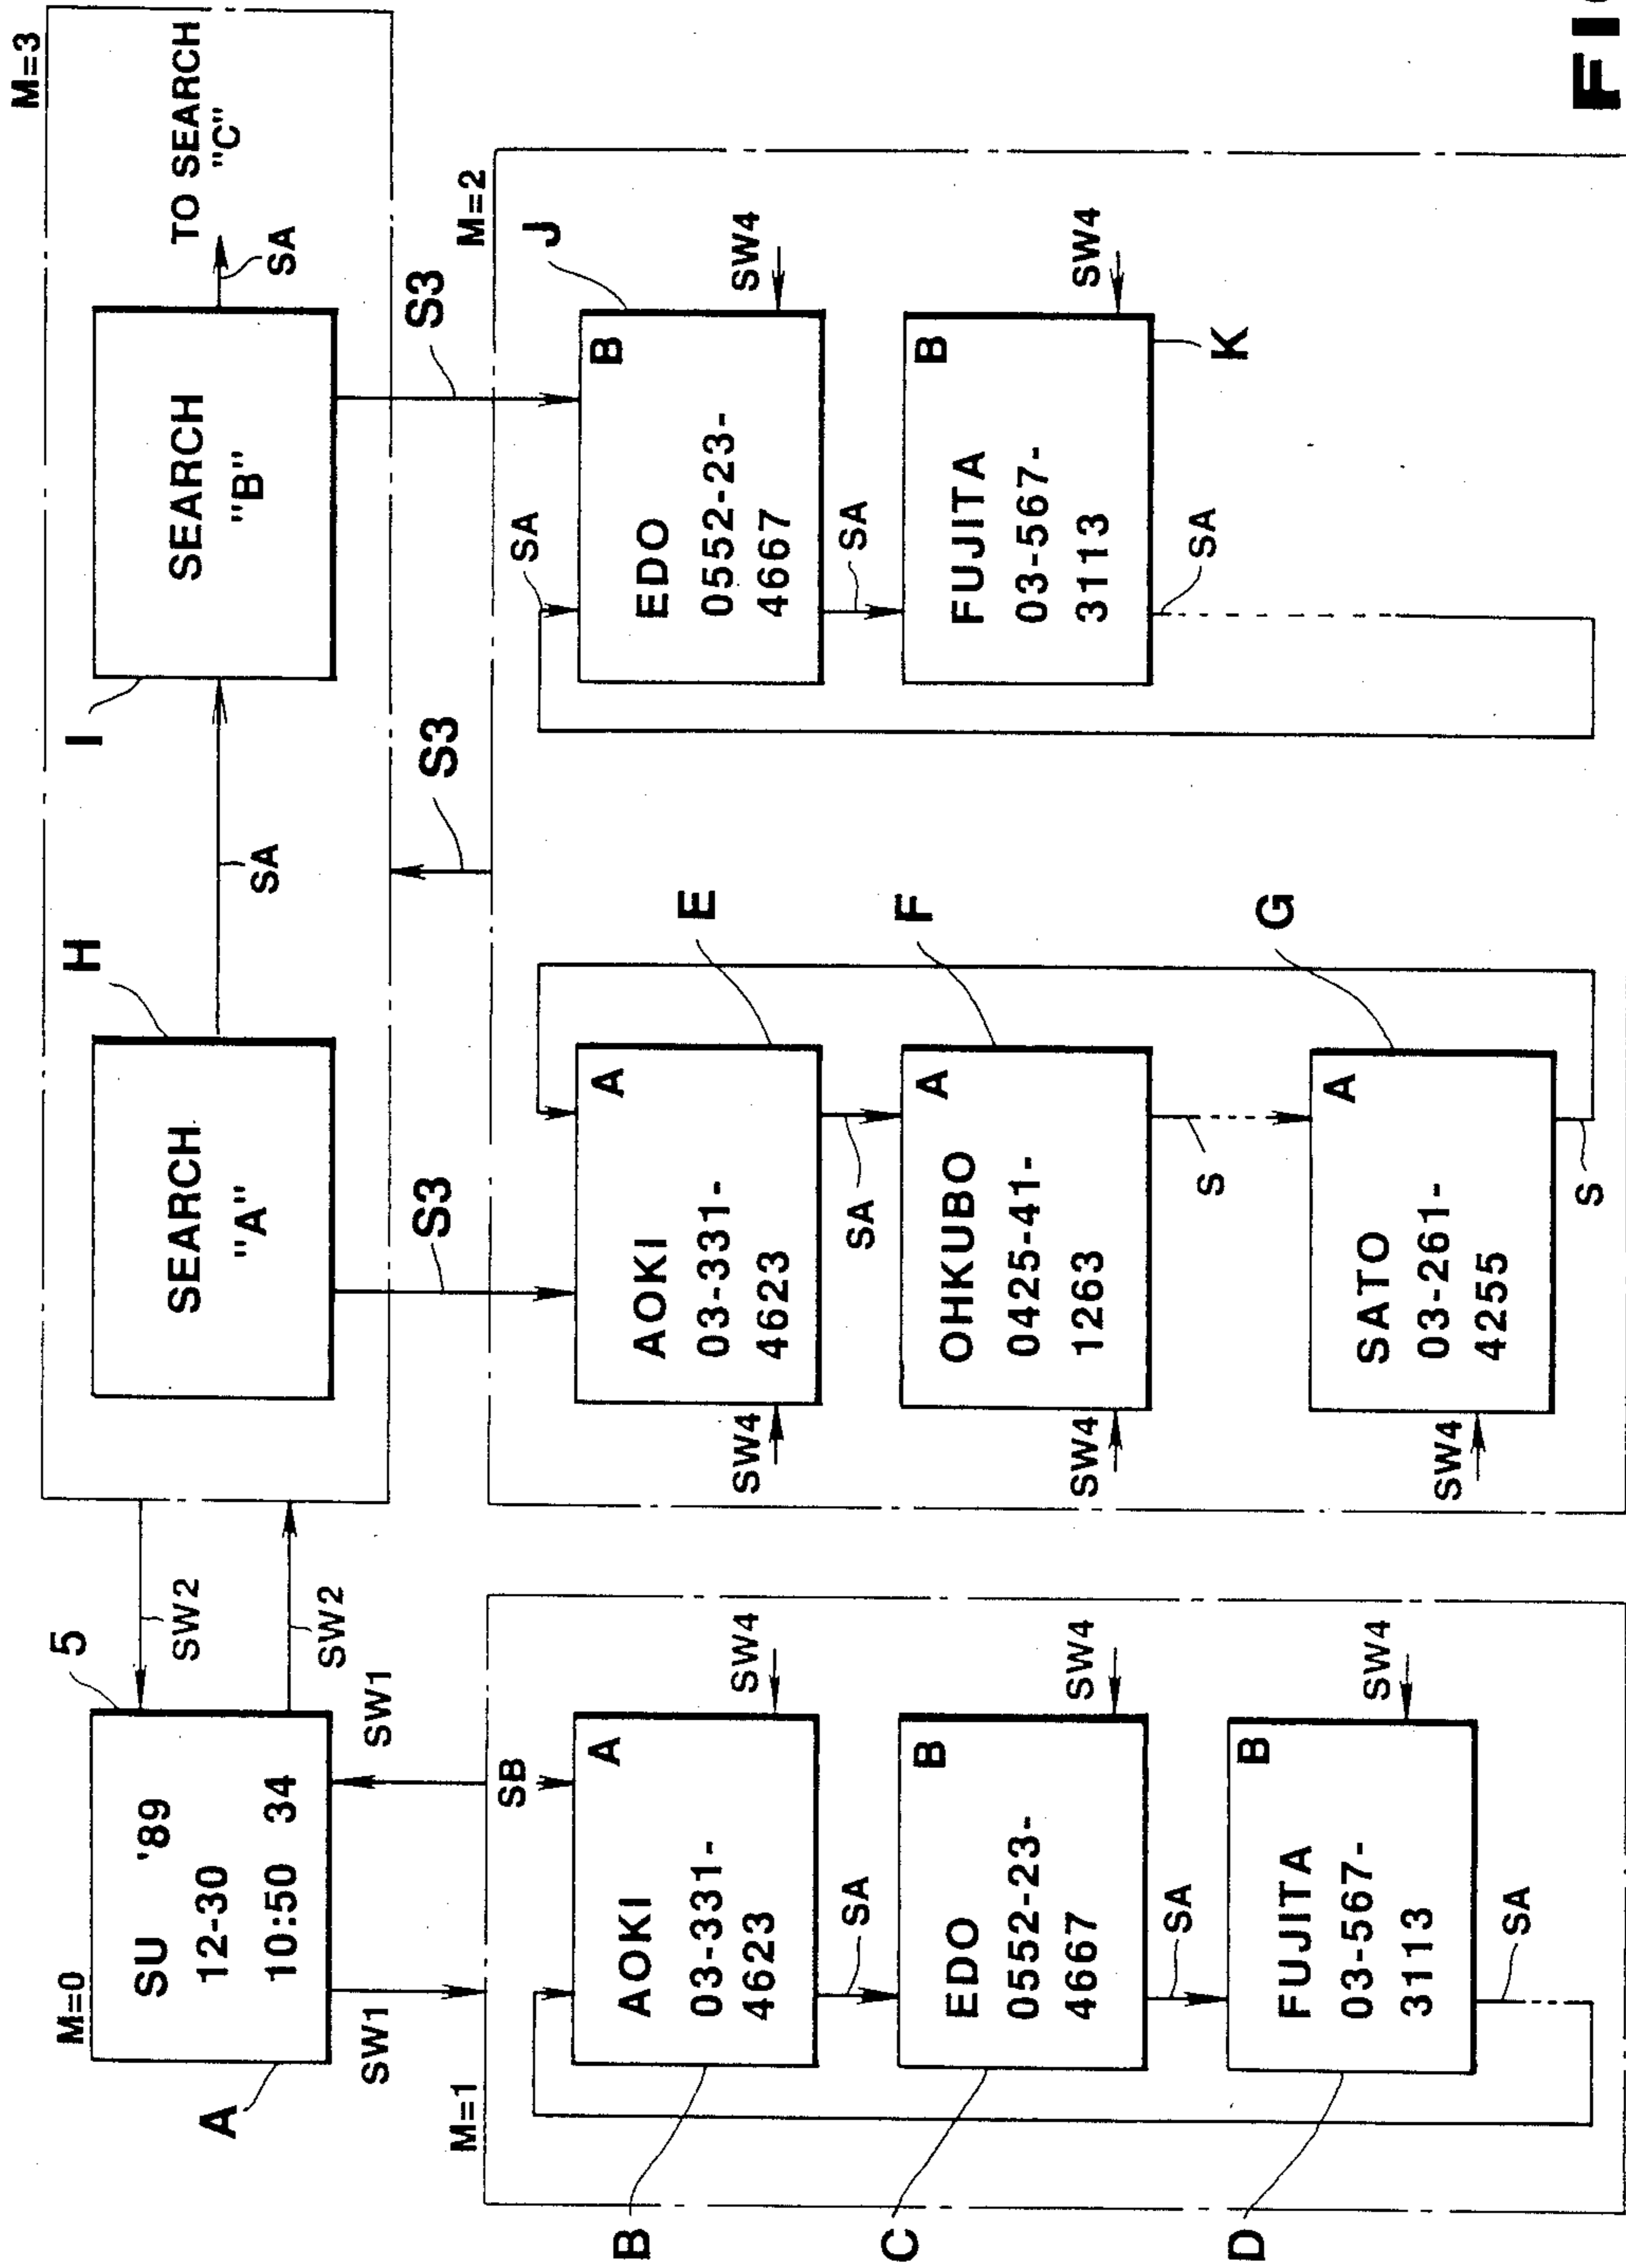 M=0
SU '89
12-30
10:50 34
5
A
SW2
SW2
SW1
SW1
M=3
SEARCH
"A"
H
SA
SEARCH
"B"
I
SA
TO SEARCH
"C"
S3
S3
S3
M=1
SB
A
AOKI
03-331-
4623
B
SW4
SA
B
EDO
0552-23-
4667
C
SW4
SA
B
FUJITA
03-567-
3113
D
SW4
SA
M=2
A
AOKI
03-331-
4623
E
SW4
SA
A
OHKUBO
0425-41-
1263
F
SW4
S
A
SATO
03-261-
4255
G
SW4
S
SA
B
EDO
0552-23-
4667
J
SW4
SA
B
FUJITA
03-567-
3113
K
SW4
SA